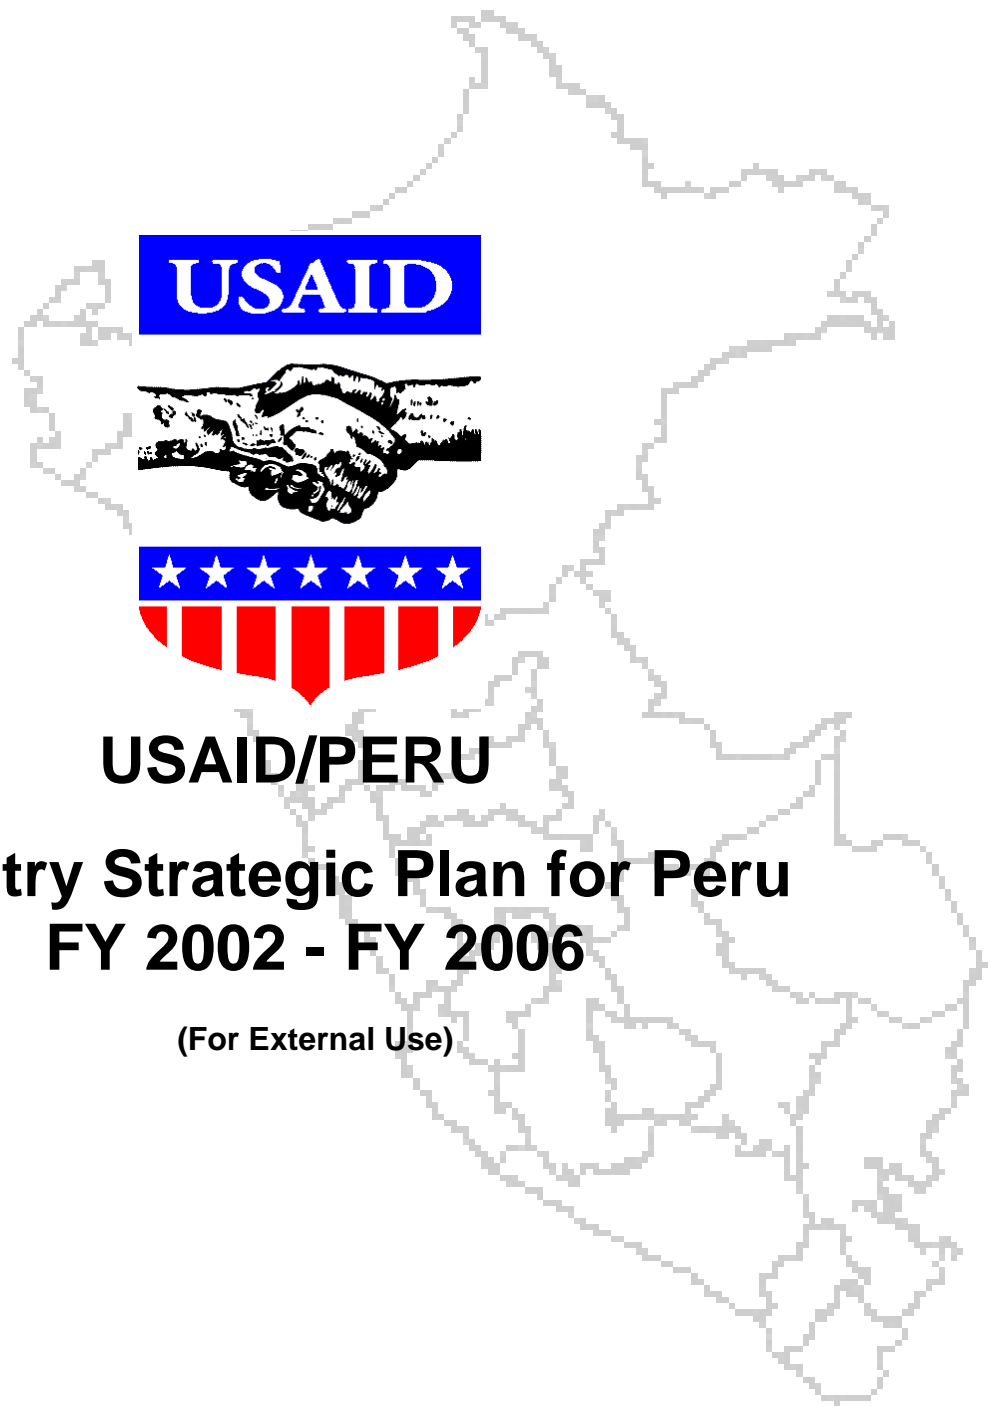 USAID
USAID/PERU
try Strategic Plan for Peru
FY 2002 - FY 2006
(For External Use)